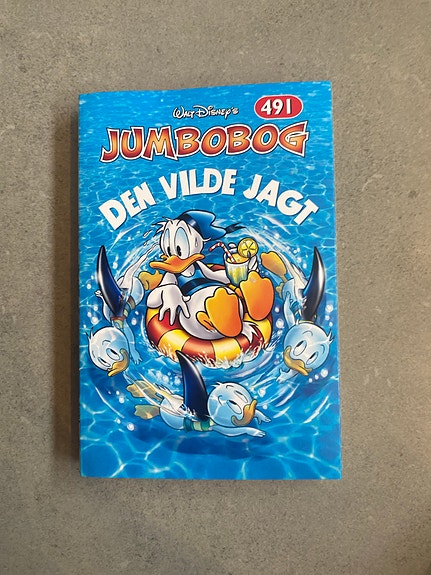 WALT DISNEY'S
491
JUMBOBOG
DEN VILDE JAGT